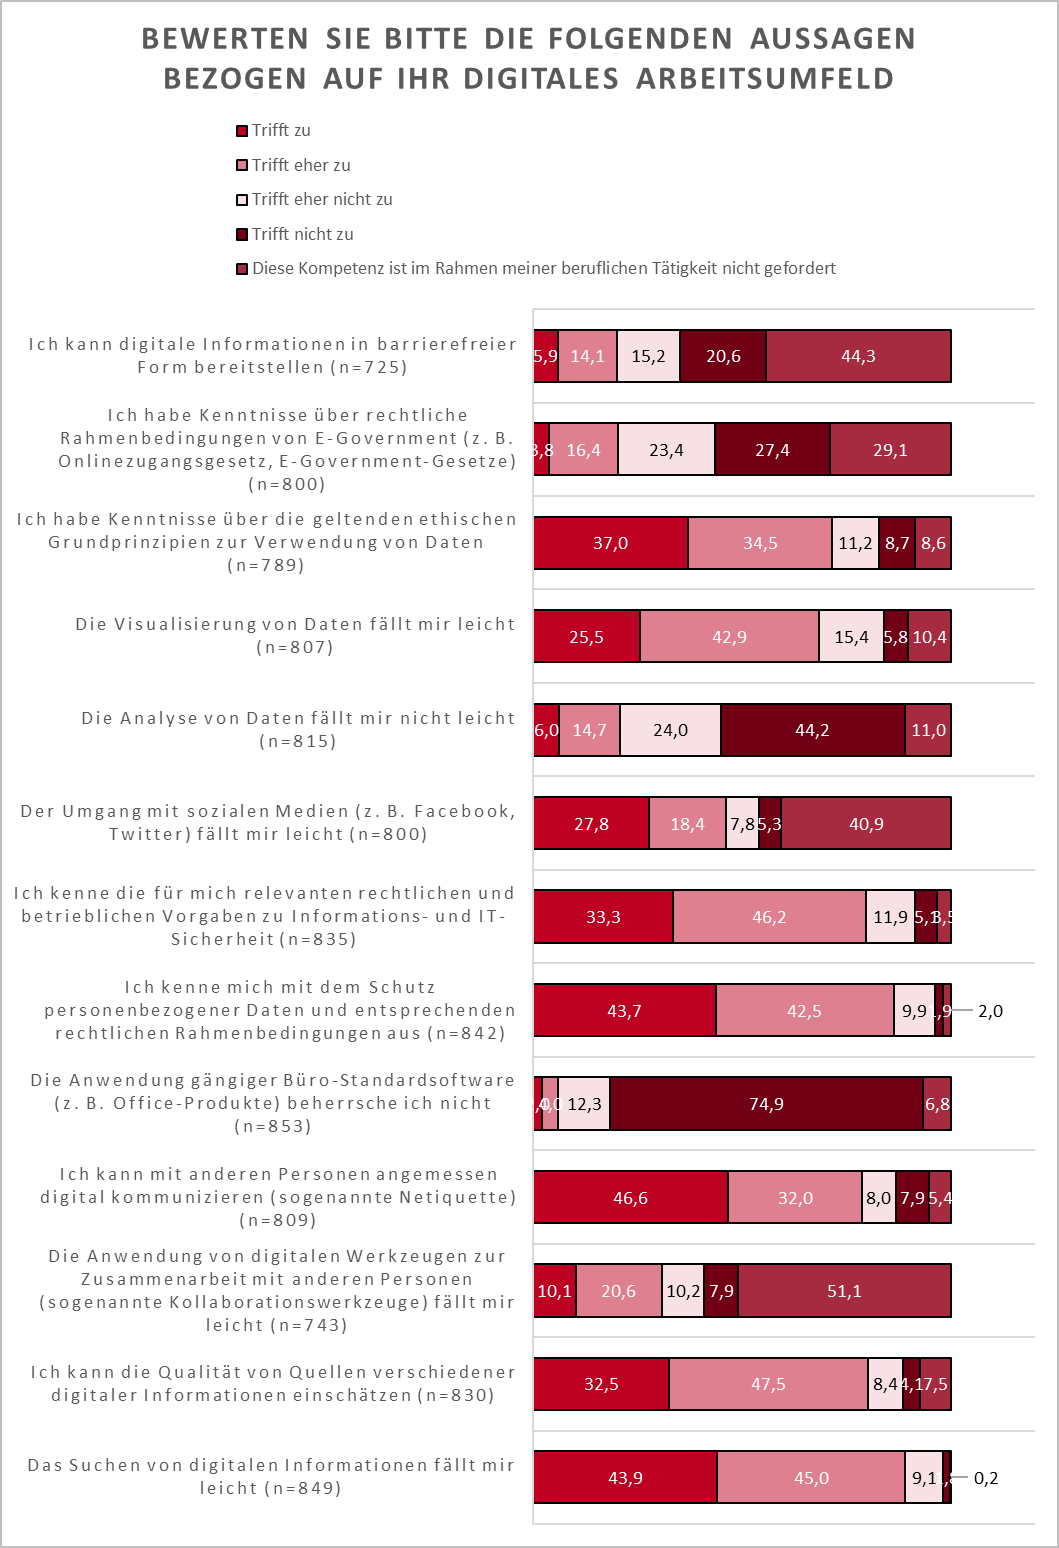 BEWERTEN SIE BITTE DIE FOLGENDEN AUSSAGEN
BEZOGEN AUF IHR DIGITALES ARBEITSUMFELD
Trifft zu
Trifft eher zu
Trifft eher nicht zu
Trifft nicht zu
Diese Kompetenz ist im Rahmen meiner beruflichen Tätigkeit nicht gefordert
Ich kann digitale Informationen in barrierefreier
Form bereitstellen (n=725)
5,9 14,1 15,2 20,6 44,3
Ich habe Kenntnisse über rechtliche
Rahmenbedingungen von E-Government (z. B.
Onlinezugangsgesetz, E-Government-Gesetze)
(n=800)
3,8 16,4 23,4 27,4 29,1
Ich habe Kenntnisse über die geltenden ethischen
Grundprinzipien zur Verwendung von Daten
(n=789)
37,0 34,5 11,2 8,7 8,6
Die Visualisierung von Daten fällt mir leicht
(n=807)
25,5 42,9 15,4 5,8 10,4
Die Analyse von Daten fällt mir nicht leicht
(n=815)
6,0 14,7 24,0 44,2 11,0
Der Umgang mit sozialen Medien (z. B. Facebook,
Twitter) fällt mir leicht (n=800)
27,8 18,4 7,8 5,3 40,9
Ich kenne die für mich relevanten rechtlichen und
betrieblichen Vorgaben zu Informations- und IT-
Sicherheit (n=835)
33,3 46,2 11,9 5,1 3,5
Ich kenne mich mit dem Schutz
personenbezogener Daten und entsprechenden
rechtlichen Rahmenbedingungen aus (n=842)
43,7 42,5 9,9 1,9 2,0
Die Anwendung gängiger Büro-Standardsoftware
(z. B. Office-Produkte) beherrsche ich nicht
(n=853)
12,3 74,9 6,8
Ich kann mit anderen Personen angemessen
digital kommunizieren (sogenannte Netiquette)
(n=809)
46,6 32,0 8,0 7,9 5,4
Die Anwendung von digitalen Werkzeugen zur
Zusammenarbeit mit anderen Personen
(sogenannte Kollaborationswerkzeuge) fällt mir
leicht (n=743)
10,1 20,6 10,2 7,9 51,1
Ich kann die Qualität von Quellen verschiedener
digitaler Informationen einschätzen (n=830)
32,5 47,5 8,4 4,1 7,5
Das Suchen von digitalen Informationen fällt mir
leicht (n=849)
43,9 45,0 9,1 0,2